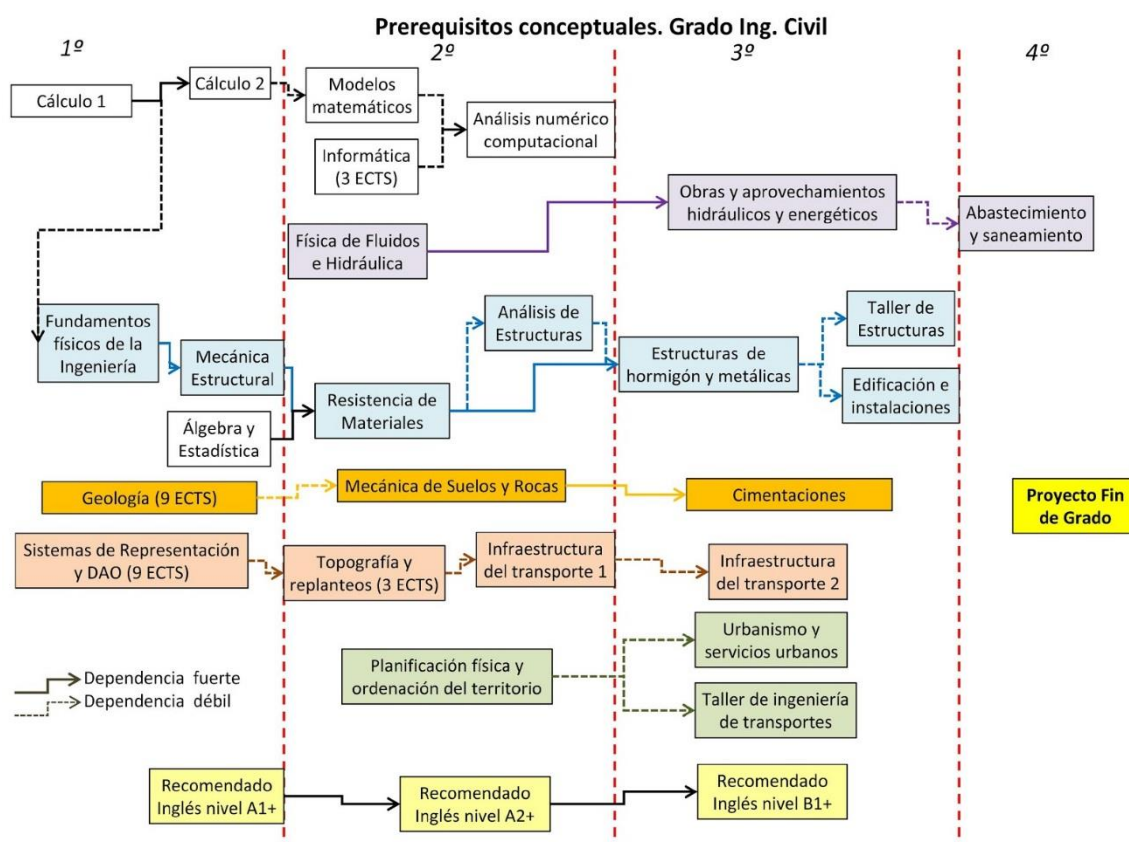 Prerequisitos conceptuales. Grado Ing. Civil
1º
2º
3º
4º
Cálculo 1
Cálculo 2
Modelos
matemáticos
Análisis numérico
computacional
Informática
(3 ECTS)
Obras y aprovechamientos
hidráulicos y energéticos
Abastecimiento
y saneamiento
Física de Fluidos
e Hidráulica
Fundamentos
físicos de la
Ingeniería
Mecánica
Estructural
Análisis de
Estructuras
Estructuras de
hormigón y metálicas
Taller de
Estructuras
Edificación e
instalaciones
Resistencia de
Materiales
Álgebra y
Estadística
Geología (9 ECTS)
Mecánica de Suelos y Rocas
Cimentaciones
Proyecto Fin
de Grado
Sistemas de Representación
y DAO (9 ECTS)
Topografía y
replanteos (3 ECTS)
Infraestructura
del transporte 1
Infraestructura
del transporte 2
Planificación física y
ordenación del territorio
Urbanismo y
servicios urbanos
Taller de ingeniería
de transportes
Dependencia fuerte
Dependencia débil
Recomendado
Inglés nivel A1+
Recomendado
Inglés nivel A2+
Recomendado
Inglés nivel B1+